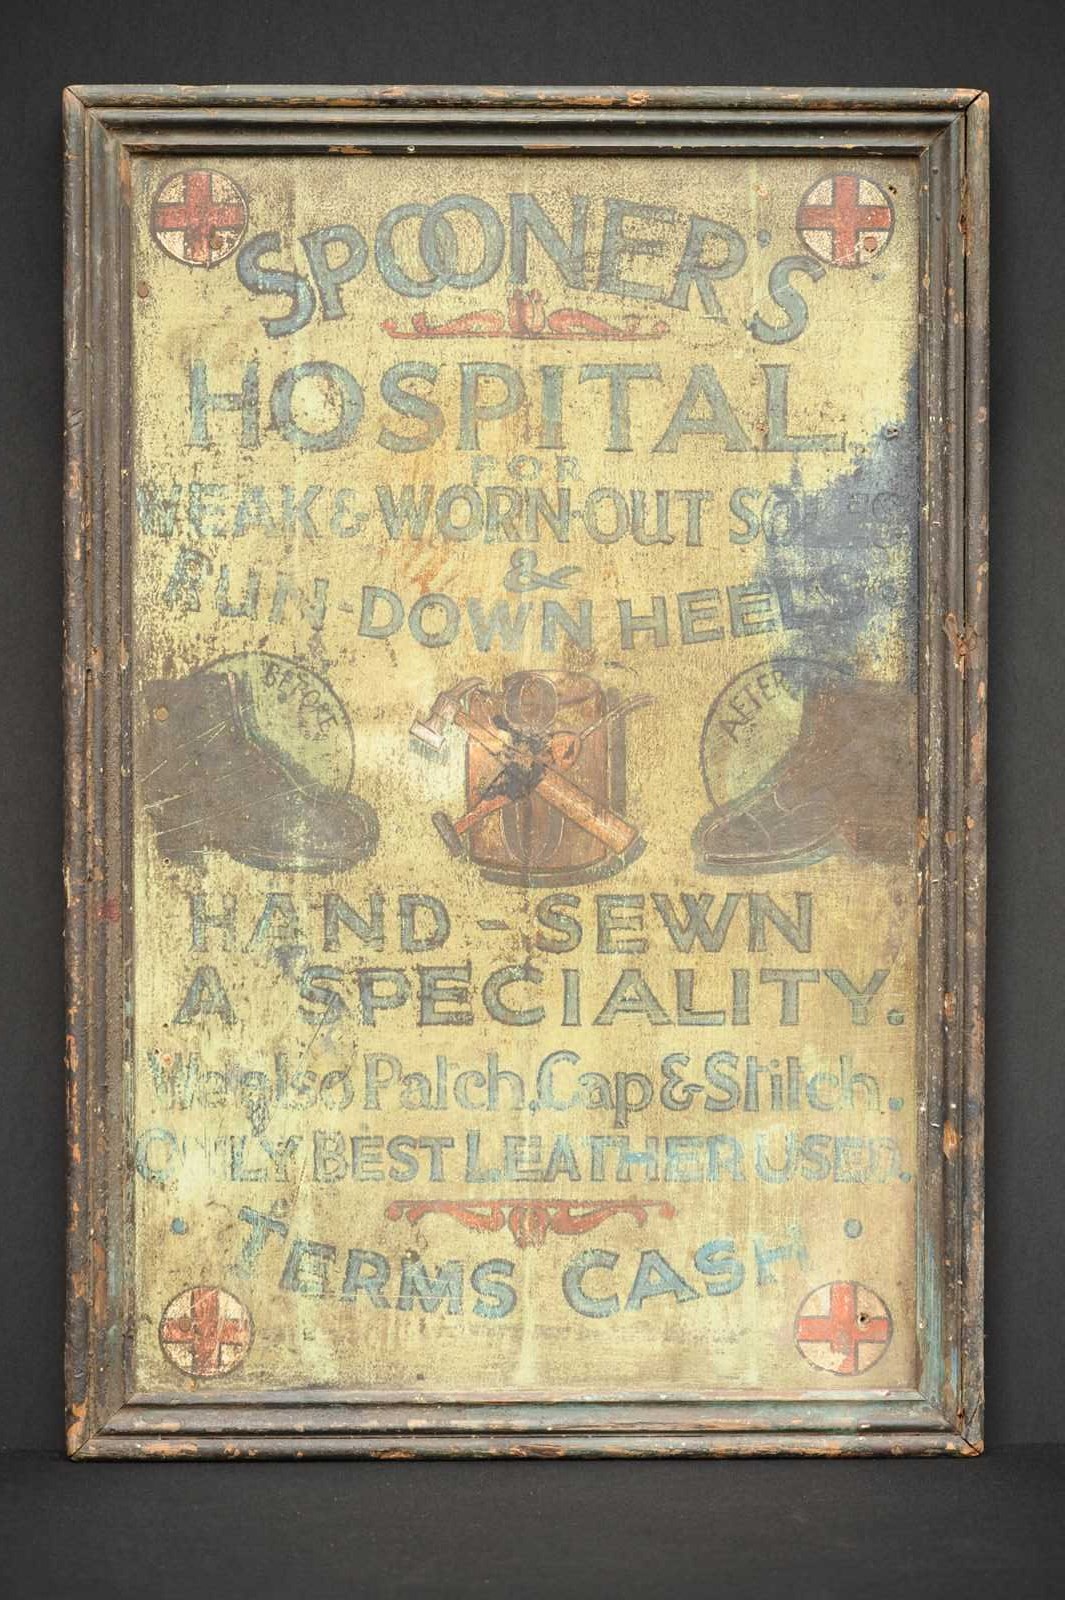 SPOONER'S
HOSPITAL
FOR
WEAK & WORN-OUT SOLES
&
RUN-DOWN HEELS
BEFORE
AFTER
HAND-SEWN
A SPECIALITY.
We also Patch, Cap & Stitch.
ONLY BEST LEATHER USED.
• TERMS CASH •